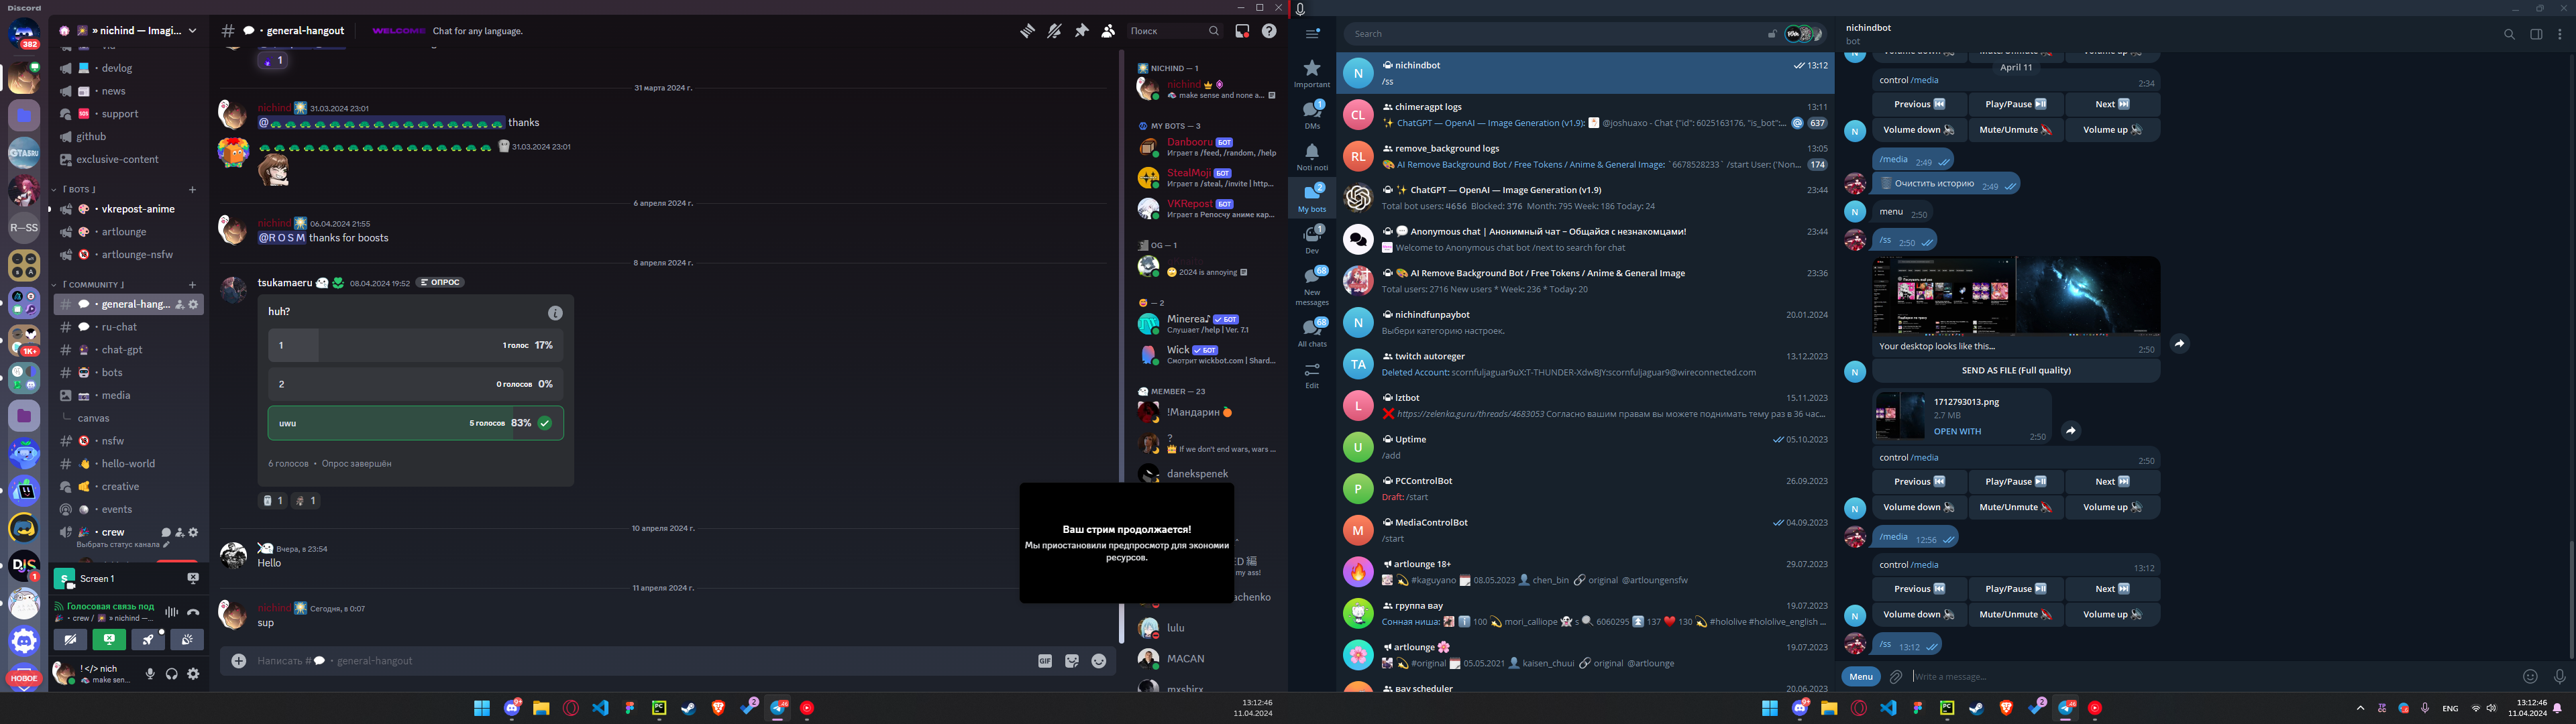 Discord
» nichind — Imagi...
382
devlog
news
support
github
exclusive-content
「 BOTS 」
vkrepost-anime
artlounge
artlounge-nsfw
「 COMMUNITY 」
general-hang...
ru-chat
chat-gpt
bots
media
canvas
nsfw
hello-world
creative
events
crew
Выбрать статус канала
Screen 1
Голосовая связь под
crew / » nichind —...
! </> nich
make sen...
R—SS
1K+
НОВОЕ
general-hangout
WELCOME Chat for any language.
Поиск
1
31 марта 2024 г.
nichind 31.03.2024 23:01
@ thanks
31.03.2024 23:01
6 апреля 2024 г.
nichind 06.04.2024 21:55
@R O S M thanks for boosts
8 апреля 2024 г.
tsukamaeru 08.04.2024 19:52 ОПРОС
huh?
1 1 голос 17%
2 0 голосов 0%
uwu 5 голосов 83%
6 голосов • Опрос завершён
1 1
10 апреля 2024 г.
Вчера, в 23:54
Hello
11 апреля 2024 г.
nichind Сегодня, в 0:07
sup
Написать # • general-hangout
GIF
NICHIND — 1
nichind
make sense and none a...
MY BOTS — 3
Danbooru БОТ
Играет в /feed, /random, /help
StealMoji БОТ
Играет в /steal, /invite | http...
VKRepost БОТ
Играет в Репосчу аниме кар...
OG — 1
2024 is annoying
— 2
Minerea♪ БОТ
Слушает /help | Ver. 7.1
Wick БОТ
Смотрит wickbot.com | Shard...
MEMBER — 23
!Мандарин
?
If we don't end wars, wars ...
danekspenek
Ваш стрим продолжается!
Мы приостановили предпросмотр для экономии
ресурсов.
my ass!
achenko
lulu
MACAN
mxshirx
13:12:46
11.04.2024
Important
DMs
Noti noti
My bots
Dev
New
messages
All chats
Edit
Search
nichindbot 13:12
/ss
chimeragpt logs 13:11
ChatGPT — OpenAI — Image Generation (v1.9): @joshuaxo - Chat {"id": 6025163176, "is_bot":... 637
remove_background logs 13:05
AI Remove Background Bot / Free Tokens / Anime & General Image: `6678528233` /start User: ('Non... 174
ChatGPT — OpenAI — Image Generation (v1.9) 23:44
Total bot users: 4656 Blocked: 376 Month: 795 Week: 186 Today: 24
Anonymous chat | Анонимный чат – Общайся с незнакомцами! 23:44
Welcome to Anonymous chat bot /next to search for chat
AI Remove Background Bot / Free Tokens / Anime & General Image 23:36
Total users: 2716 New users * Week: 236 * Today: 20
nichindfunpaybot 20.01.2024
Выбери категорию настроек.
twitch autoreger 13.12.2023
Deleted Account: scornfuljaguar9uX:T-THUNDER-XdwBJY:scornfuljaguar9@wireconnected.com
lztbot 15.11.2023
https://zelenka.guru/threads/4683053 Согласно вашим правам вы можете поднимать тему раз в 36 час...
Uptime 05.10.2023
/add
PCControlBot 26.09.2023
Draft: /start
MediaControlBot 04.09.2023
/start
artlounge 18+ 29.07.2023
#kaguyano 08.05.2023 chen_bin original @artloungensfw
группа вау 19.07.2023
Сонная ниша: 100 mori_calliope s 6060295 137 130 #hololive #hololive_english ...
artlounge 19.07.2023
#original 05.05.2021 kaisen_chuui original @artlounge
вау scheduler 20.06.2023
nichindbot
bot
Volume down Mute/Unmute Volume up
April 11
control /media 2:34
Previous Play/Pause Next
Volume down Mute/Unmute Volume up
/media 2:49
Очистить историю 2:49
menu 2:50
/ss 2:50
Your desktop looks like this... 2:50
SEND AS FILE (Full quality)
1712793013.png
2.7 MB
OPEN WITH 2:50
control /media 2:50
Previous Play/Pause Next
Volume down Mute/Unmute Volume up
/media 12:56
control /media 13:12
Previous Play/Pause Next
Volume down Mute/Unmute Volume up
/ss 13:12
Menu Write a message...
ENG
13:12:46
11.04.2024